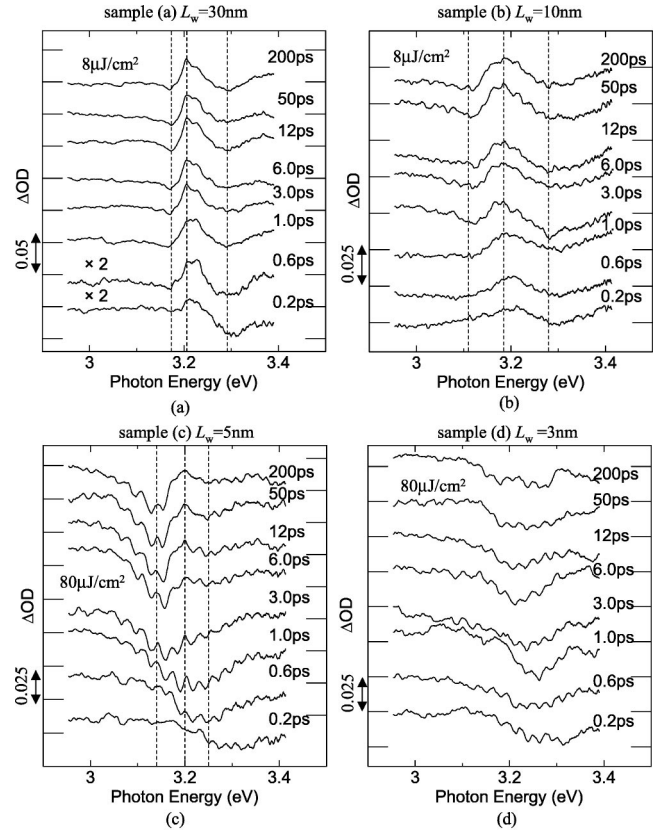 sample (a) Lw=30nm
8μJ/cm²
200ps
50ps
12ps
6.0ps
3.0ps
1.0ps
0.6ps
0.2ps
× 2
× 2
ΔOD
0.05
3
3.2
3.4
Photon Energy (eV)
(a)
sample (b) Lw=10nm
8μJ/cm²
200ps
50ps
12ps
6.0ps
3.0ps
1.0ps
0.6ps
0.2ps
ΔOD
0.025
3
3.2
3.4
Photon Energy (eV)
(b)
sample (c) Lw=5nm
80μJ/cm²
200ps
50ps
12ps
6.0ps
3.0ps
1.0ps
0.6ps
0.2ps
ΔOD
0.025
3
3.2
3.4
Photon Energy (eV)
(c)
sample (d) Lw=3nm
80μJ/cm²
200ps
50ps
12ps
6.0ps
3.0ps
1.0ps
0.6ps
0.2ps
ΔOD
0.025
3
3.2
3.4
Photon Energy (eV)
(d)